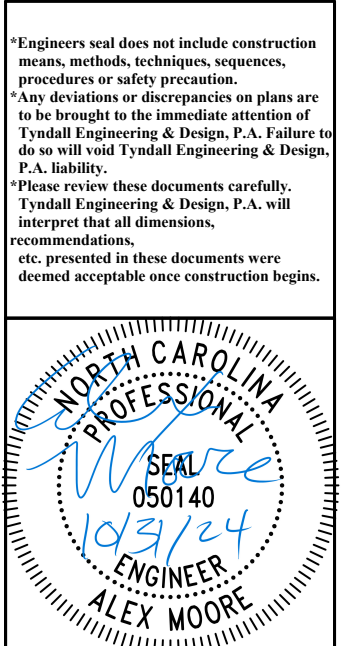 *Engineers seal does not include construction
means, methods, techniques, sequences,
procedures or safety precaution.
*Any deviations or discrepancies on plans are
to be brought to the immediate attention of
Tyndall Engineering & Design, P.A. Failure to
do so will void Tyndall Engineering & Design,
P.A. liability.
*Please review these documents carefully.
Tyndall Engineering & Design, P.A. will
interpret that all dimensions,
recommendations,
etc. presented in these documents were
deemed acceptable once construction begins.
NORTH CAROLINA
PROFESSIONAL
SEAL
050140
ENGINEER
ALEX MOORE
Alex
Moore
10/31/24